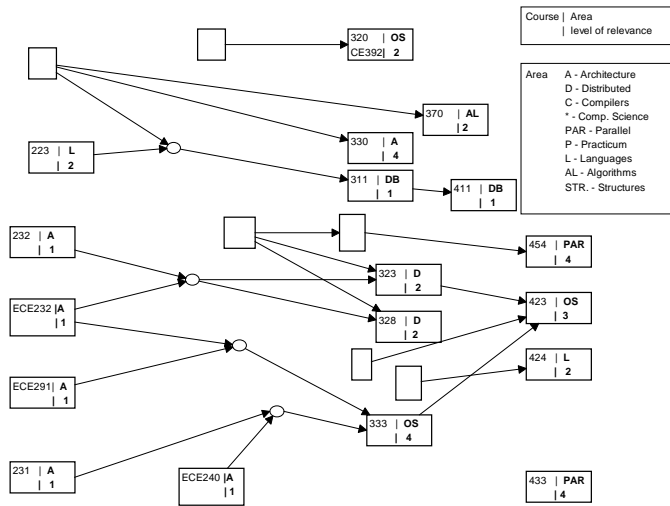 320 | OS
CE392| 2
Course | Area
| level of relevance
Area A - Architecture
D - Distributed
C - Compilers
* - Comp. Science
PAR - Parallel
P - Practicum
L - Languages
AL - Algorithms
STR. - Structures
370 | AL
| 2
330 | A
| 4
223 | L
| 2
311 | DB
| 1
411 | DB
| 1
232 | A
| 1
454 | PAR
| 4
323 | D
| 2
ECE232 |A
| 1
423 | OS
| 3
328 | D
| 2
424 | L
| 2
ECE291| A
| 1
333 | OS
| 4
231 | A
| 1
ECE240 |A
| 1
433 | PAR
| 4